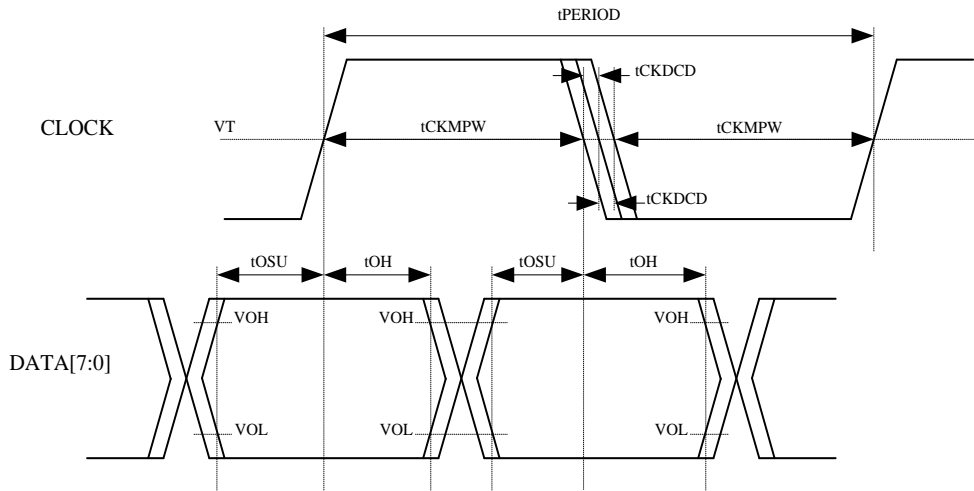 tPERIOD
tCKDCD
CLOCK
VT
tCKMPW
tCKMPW
tCKDCD
tOSU
tOH
tOSU
tOH
VOH
VOH
VOH
DATA[7:0]
VOL
VOL
VOL